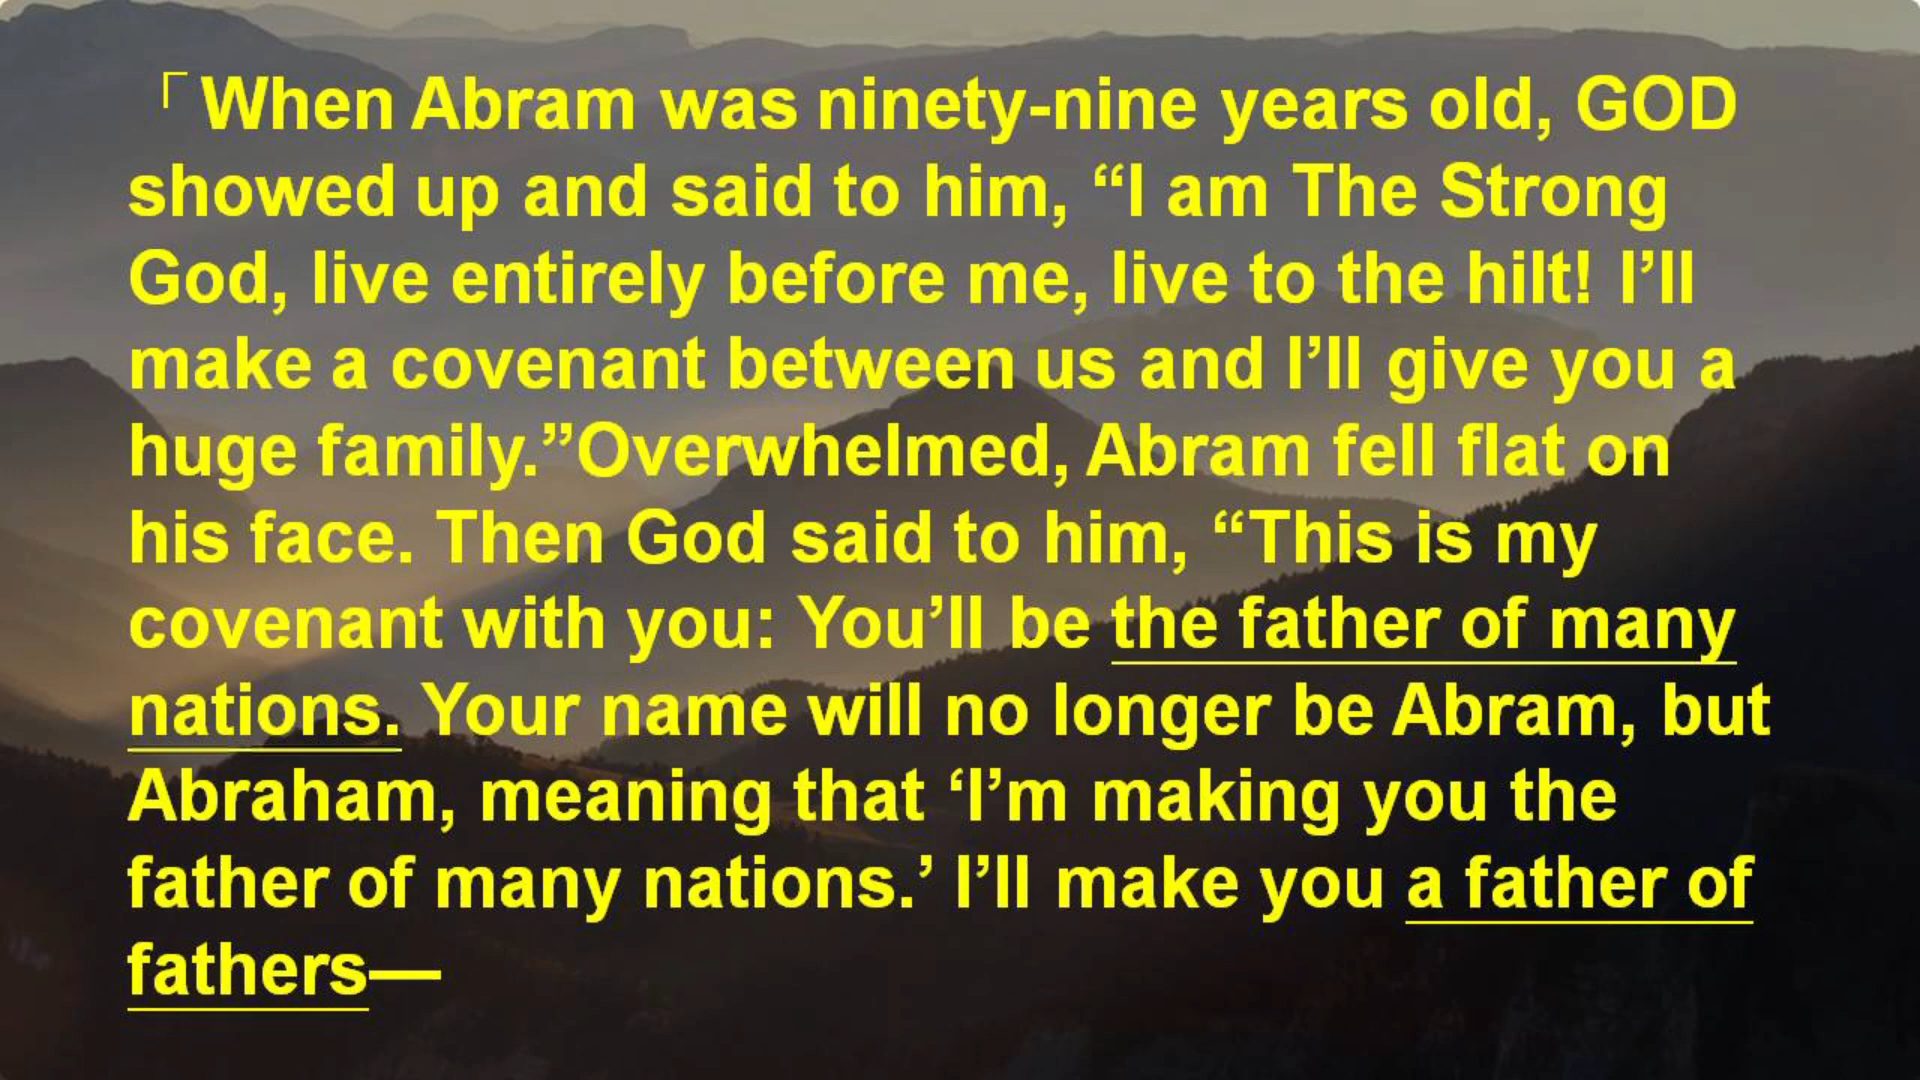 「When Abram was ninety-nine years old, GOD
showed up and said to him, “I am The Strong
God, live entirely before me, live to the hilt! I’ll
make a covenant between us and I’ll give you a
huge family.”Overwhelmed, Abram fell flat on
his face. Then God said to him, “This is my
covenant with you: You’ll be the father of many
nations. Your name will no longer be Abram, but
Abraham, meaning that ‘I’m making you the
father of many nations.’ I’ll make you a father of
fathers—